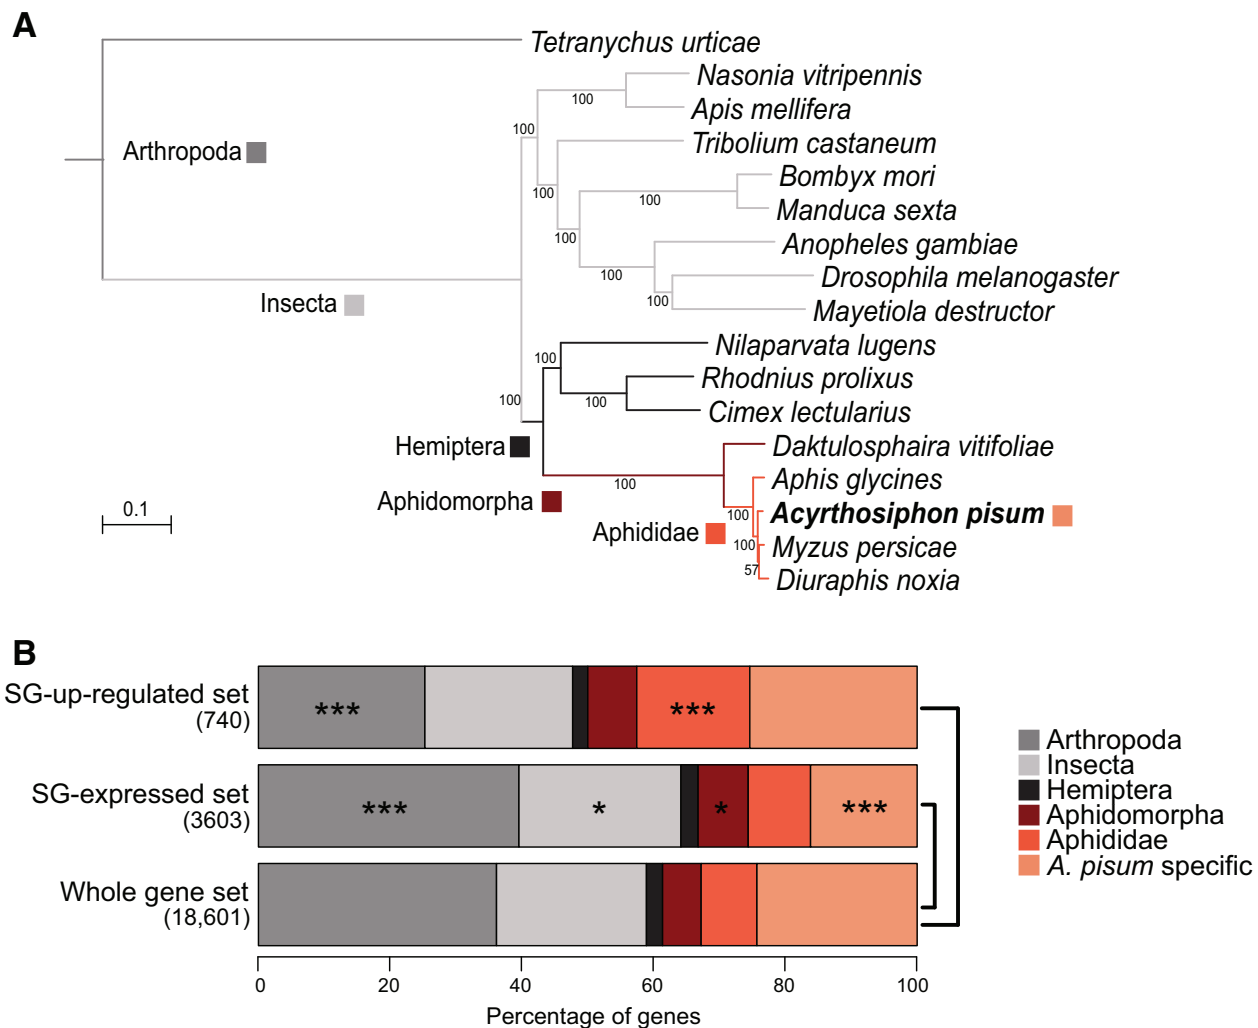 A
Tetranychus urticae
Nasonia vitripennis
100
Apis mellifera
100
Tribolium castaneum
Arthropoda
Bombyx mori
100
100
Manduca sexta
100
Anopheles gambiae
100
Drosophila melanogaster
Insecta
100
Mayetiola destructor
Nilaparvata lugens
100
Rhodnius prolixus
100
100
Cimex lectularius
Hemiptera
Daktulosphaira vitifoliae
100
Aphis glycines
Aphidomorpha
0.1
100
Acyrthosiphon pisum
Aphididae
100
Myzus persicae
57
Diuraphis noxia
B
SG-up-regulated set
(740)
***
***
SG-expressed set
(3603)
***
*
*
***
Whole gene set
(18,601)
Arthropoda
Insecta
Hemiptera
Aphidomorpha
Aphididae
A. pisum specific
0 20 40 60 80 100
Percentage of genes